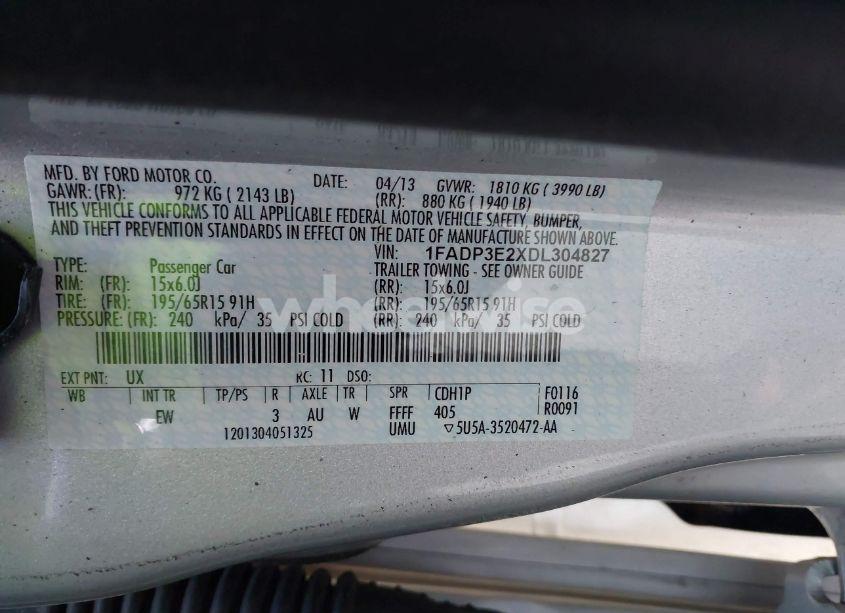 MFD. BY FORD MOTOR CO. DATE: 04/13 GVWR: 1810 KG ( 3990 LB)
GAWR: (FR): 972 KG ( 2143 LB) (RR): 880 KG ( 1940 LB)
THIS VEHICLE CONFORMS TO ALL APPLICABLE FEDERAL MOTOR VEHICLE SAFETY, BUMPER,
AND THEFT PREVENTION STANDARDS IN EFFECT ON THE DATE OF MANUFACTURE SHOWN ABOVE.
VIN: 1FADP3E2XDL304827
TYPE: Passenger Car TRAILER TOWING - SEE OWNER GUIDE
RIM: (FR): 15x6.0J (RR): 15x6.0J
TIRE: (FR): 195/65R15 91H (RR): 195/65R15 91H
PRESSURE: (FR): 240 kPa/ 35 PSI COLD (RR): 240 kPa/ 35 PSI COLD
wheelwise
EXT PNT: UX RC: 11 DSO:
WB INT TR TP/PS R AXLE TR SPR CDH1P F0116
EW 3 AU W FFFF 405 R0091
1201304051325 UMU ▽5U5A-3520472-AA